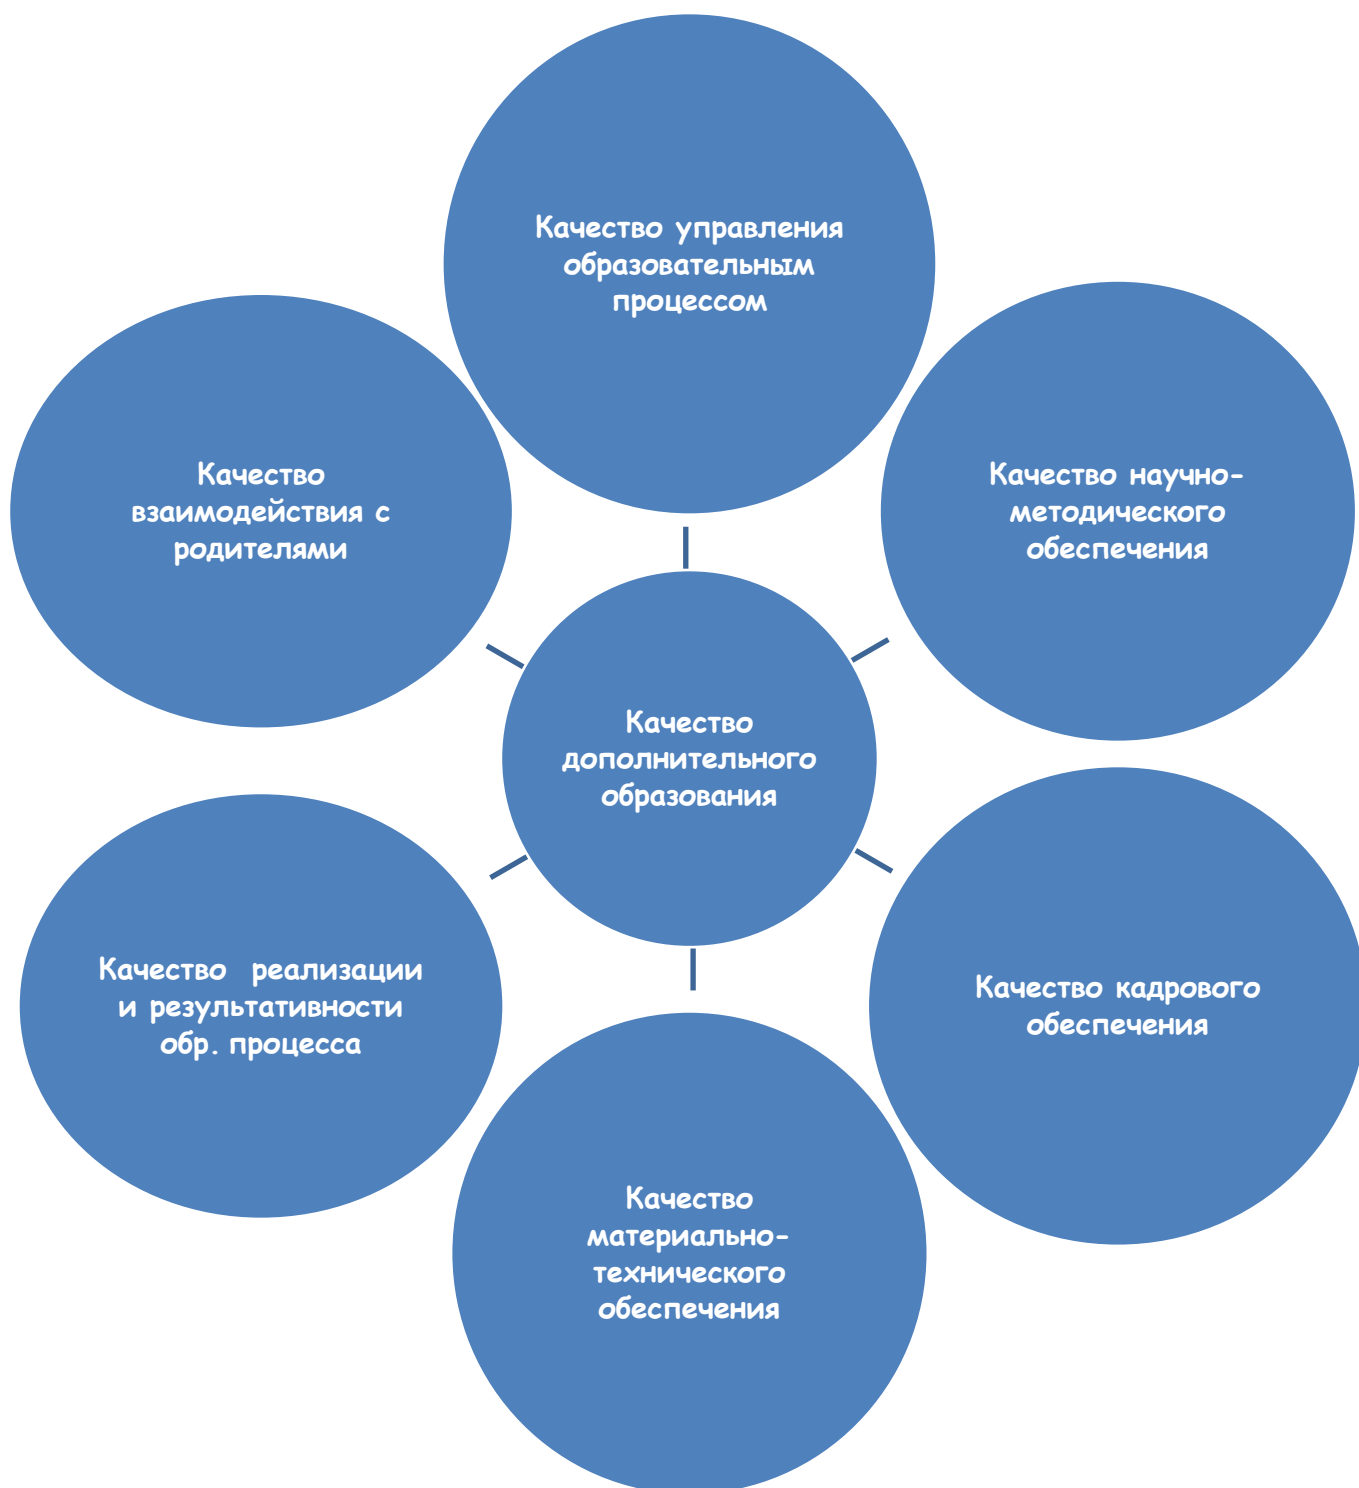 Качество управления
образовательным
процессом
Качество
взаимодействия с
родителями
Качество научно-
методического
обеспечения
Качество
дополнительного
образования
Качество  реализации
и результативности
обр. процесса
Качество кадрового
обеспечения
Качество
материально-
технического
обеспечения